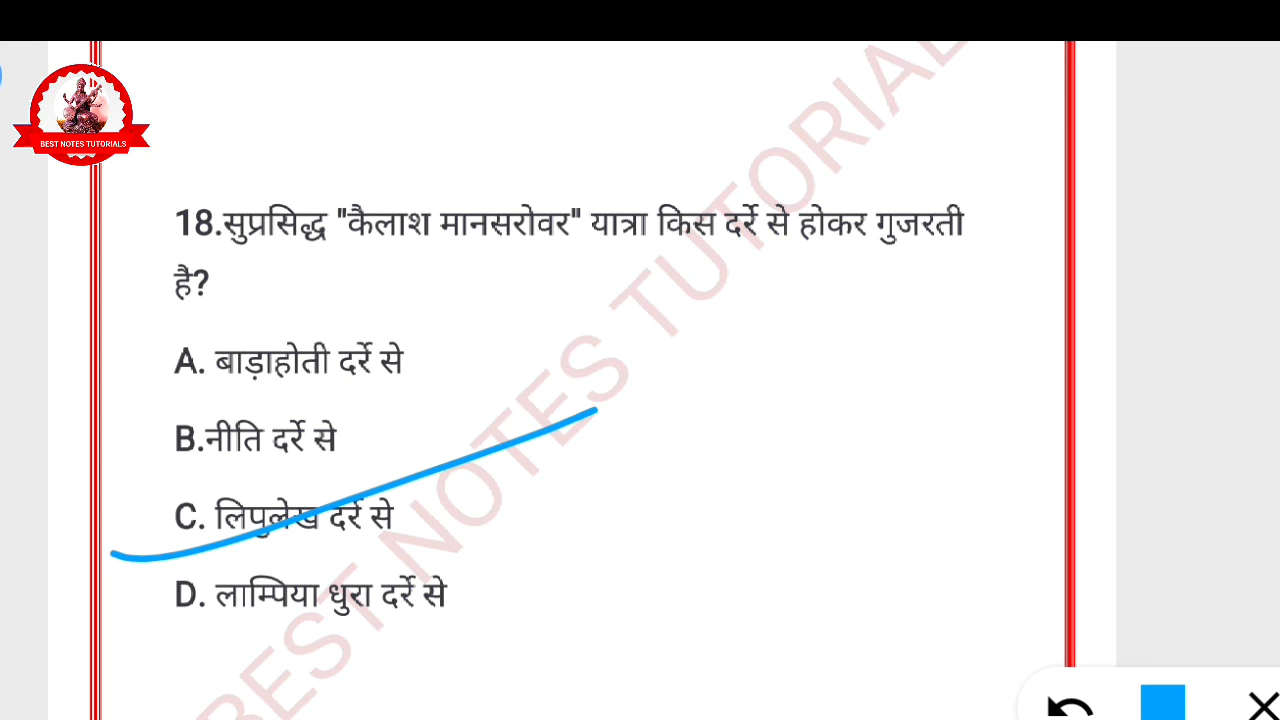 BEST NOTES TUTORIALS
18.सुप्रसिद्ध "कैलाश मानसरोवर" यात्रा किस दर्रे से होकर गुजरती
है?
A. बाड़ाहोती दर्रे से
B.नीति दर्रे से
C. लिपुलेख दर्रे से
D. लाम्पिया धुरा दर्रे से
BEST NOTES TUTORIAL